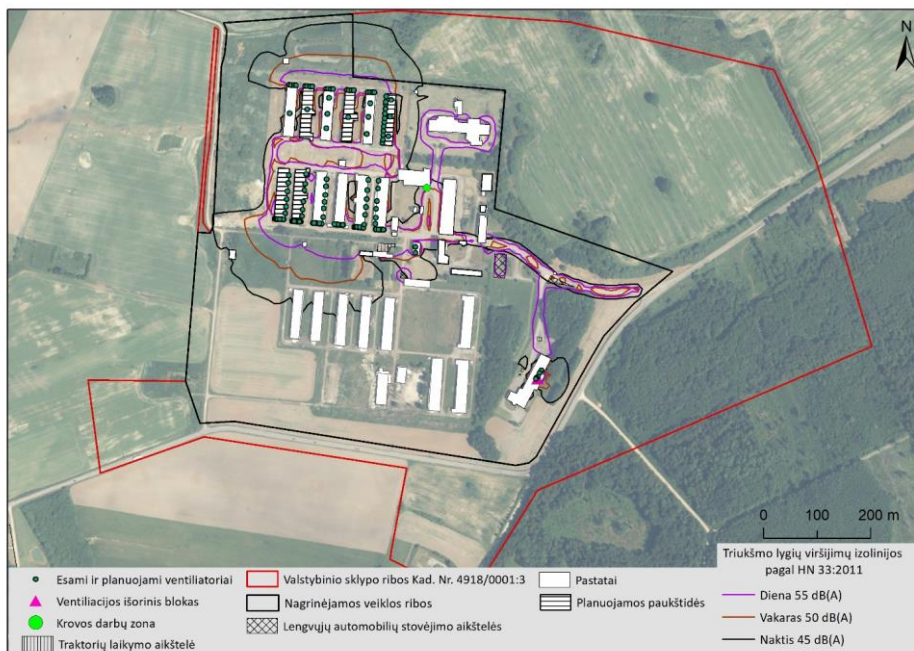 N
0 100 200 m
Esami ir planuojami ventiliatoriai
Ventiliacijos išorinis blokas
Krovos darbų zona
Traktorių laikymo aikštelė
Valstybinio sklypo ribos Kad. Nr. 4918/0001:3
Nagrinėjamos veiklos ribos
Lengvųjų automobilių stovėjimo aikštelės
Pastatai
Planuojamos paukštidės
Triukšmo lygių viršijimų izolinijos
pagal HN 33:2011
Diena 55 dB(A)
Vakaras 50 dB(A)
Naktis 45 dB(A)